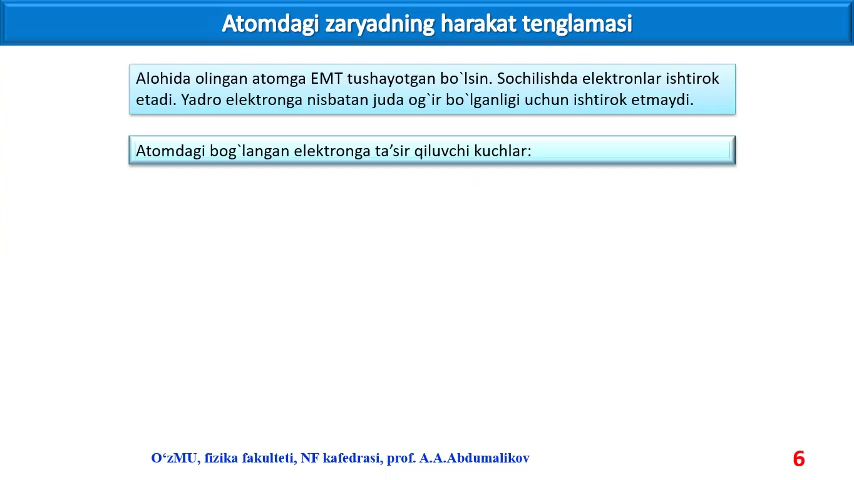 Atomdagi zaryadning harakat tenglamasi
Alohida olingan atomga EMT tushayotgan bo`lsin. Sochilishda elektronlar ishtirok
etadi. Yadro elektronga nisbatan juda og`ir bo`lganligi uchun ishtirok etmaydi.
Atomdagi bog`langan elektronga ta’sir qiluvchi kuchlar:
O‘zMU, fizika fakulteti, NF kafedrasi, prof. A.A.Abdumalikov
6